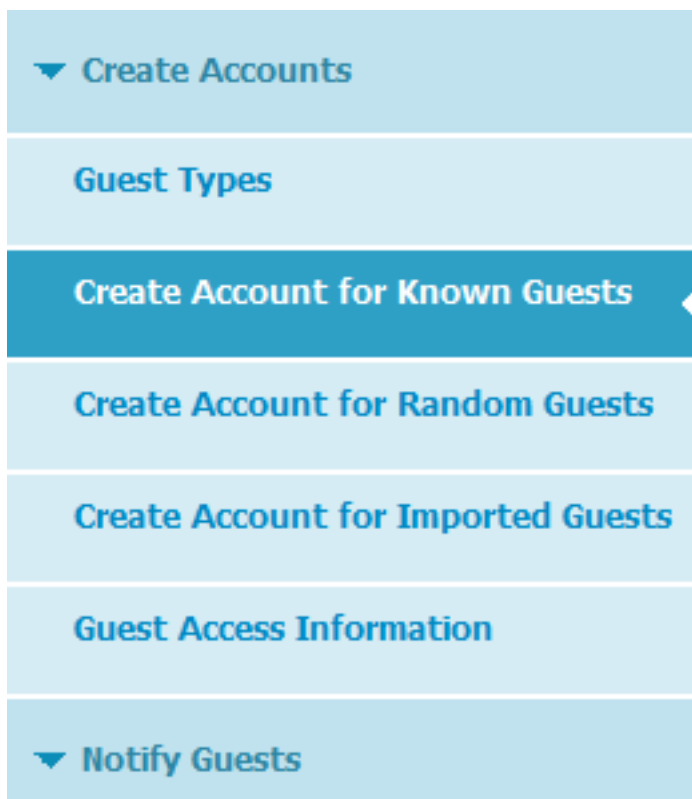 Create Accounts
Guest Types
Create Account for Known Guests
Create Account for Random Guests
Create Account for Imported Guests
Guest Access Information
Notify Guests